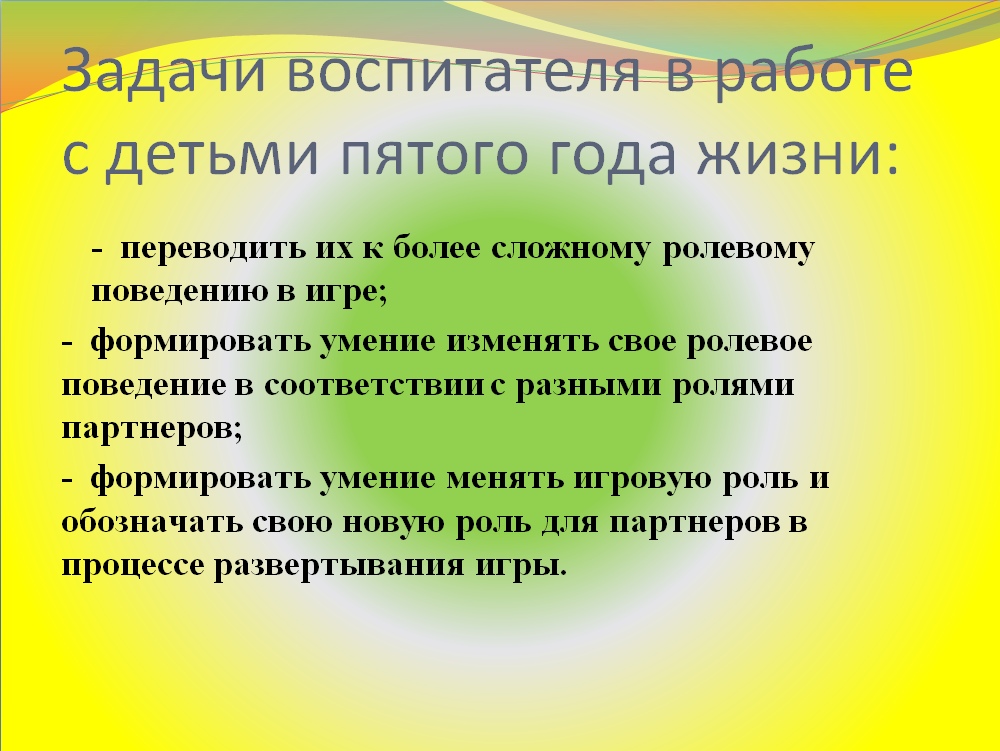 Задачи воспитателя в работе
с детьми пятого года жизни:
- переводить их к более сложному ролевому
поведению в игре;
- формировать умение изменять свое ролевое
поведение в соответствии с разными ролями
партнеров;
- формировать умение менять игровую роль и
обозначать свою новую роль для партнеров в
процессе развертывания игры.